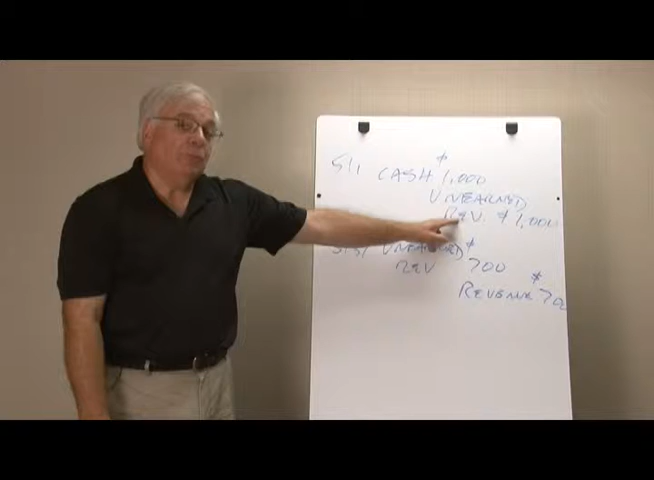 5/1 CASH $1,000
UNEARNED
REV. $1,000
5/31 UNEARNED $
REV 700
REVENUE $700